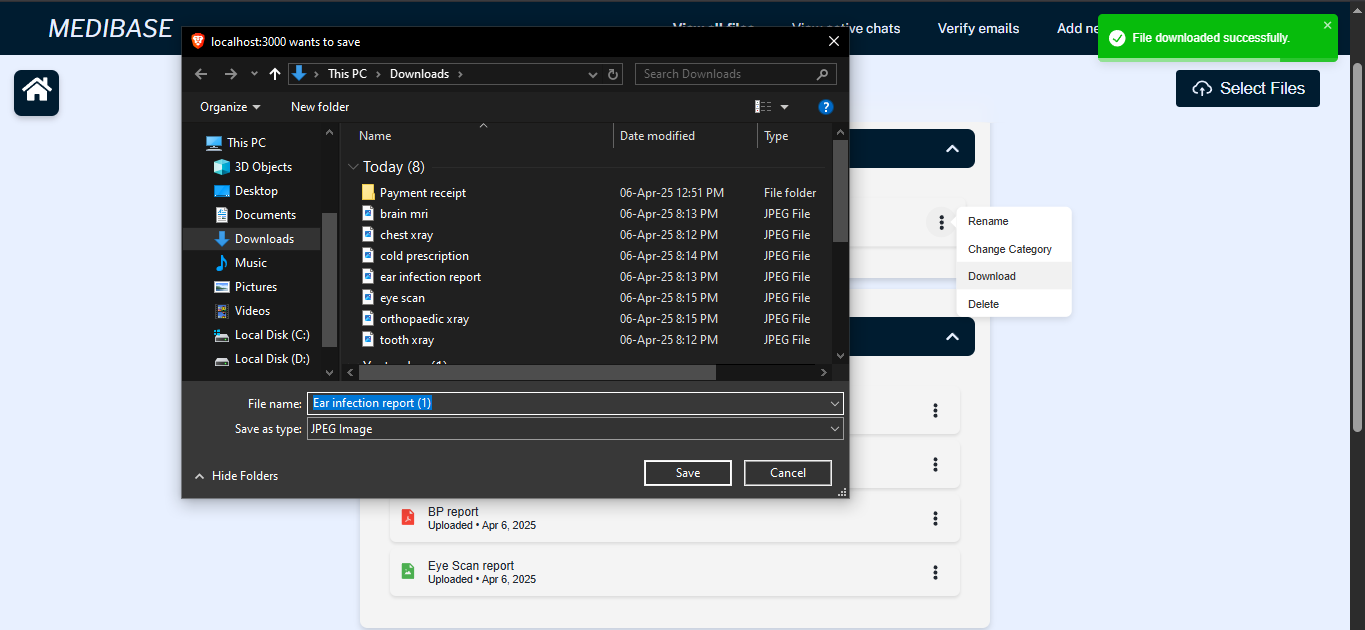 MEDIBASE
Verify emails
File downloaded successfully.
Select Files
localhost:3000 wants to save
This PC > Downloads >
Search Downloads
Organize
New folder
This PC
3D Objects
Desktop
Documents
Downloads
Music
Pictures
Videos
Local Disk (C:)
Local Disk (D:)
Name Date modified Type
Today (8)
Payment receipt 06-Apr-25 12:51 PM File folder
brain mri 06-Apr-25 8:13 PM JPEG File
chest xray 06-Apr-25 8:12 PM JPEG File
cold prescription 06-Apr-25 8:14 PM JPEG File
ear infection report 06-Apr-25 8:13 PM JPEG File
eye scan 06-Apr-25 8:15 PM JPEG File
orthopaedic xray 06-Apr-25 8:15 PM JPEG File
tooth xray 06-Apr-25 8:12 PM JPEG File
File name: Ear infection report (1)
Save as type: JPEG Image
Hide Folders
Save
Cancel
Rename
Change Category
Download
Delete
BP report
Uploaded • Apr 6, 2025
Eye Scan report
Uploaded • Apr 6, 2025